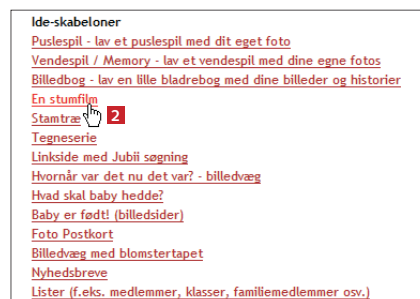 Ide-skabeloner
Puslespil - lav et puslespil med dit eget foto
Vendespil / Memory - lav et vendespil med dine egne fotos
Billedbog - lav en lille bladrebog med dine billeder og historier
En stumfilm
Stamtræ 2
Tegneserie
Linkside med Jubii søgning
Hvornår var det nu det var? - billedvæg
Hvad skal baby hedde?
Baby er født! (billedsider)
Foto Postkort
Billedvæg med blomstertapet
Nyhedsbreve
Lister (f.eks. medlemmer, klasser, familiemedlemmer osv.)